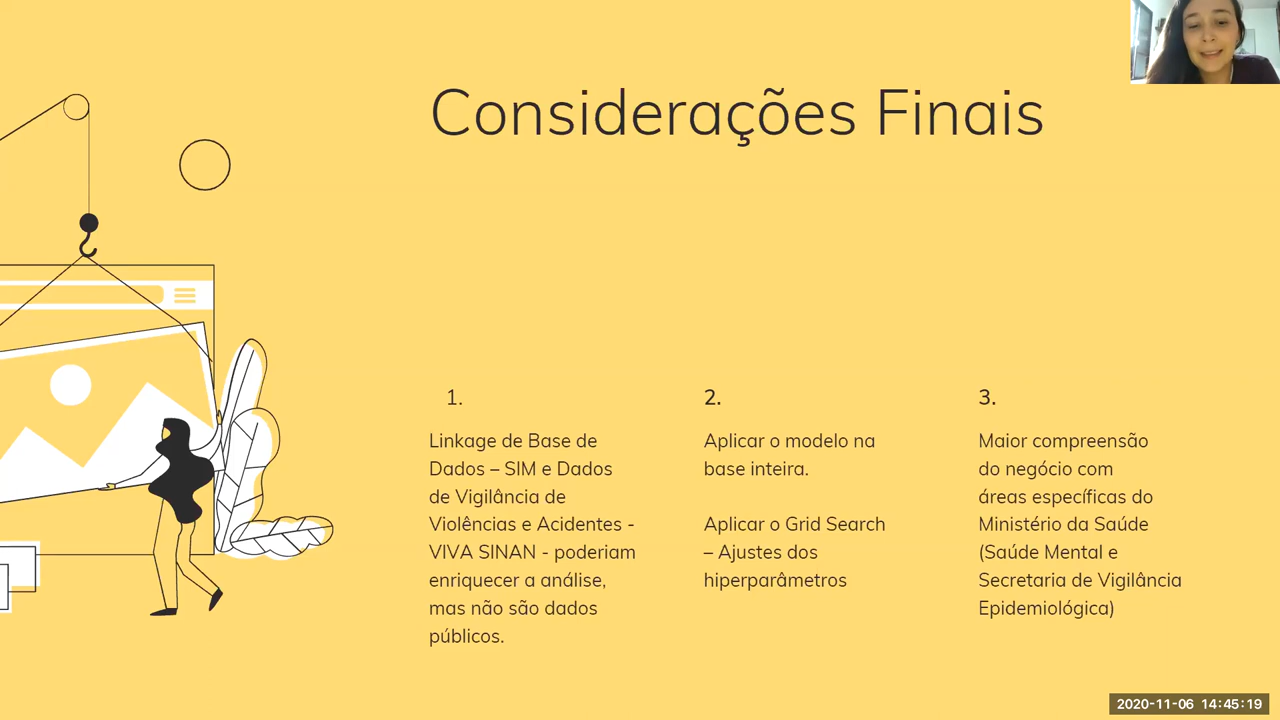 Considerações Finais
1.
Linkage de Base de
Dados – SIM e Dados
de Vigilância de
Violências e Acidentes -
VIVA SINAN - poderiam
enriquecer a análise,
mas não são dados
públicos.
2.
Aplicar o modelo na
base inteira.
Aplicar o Grid Search
– Ajustes dos
hiperparâmetros
3.
Maior compreensão
do negócio com
áreas específicas do
Ministério da Saúde
(Saúde Mental e
Secretaria de Vigilância
Epidemiológica)
2020-11-06 14:45:19